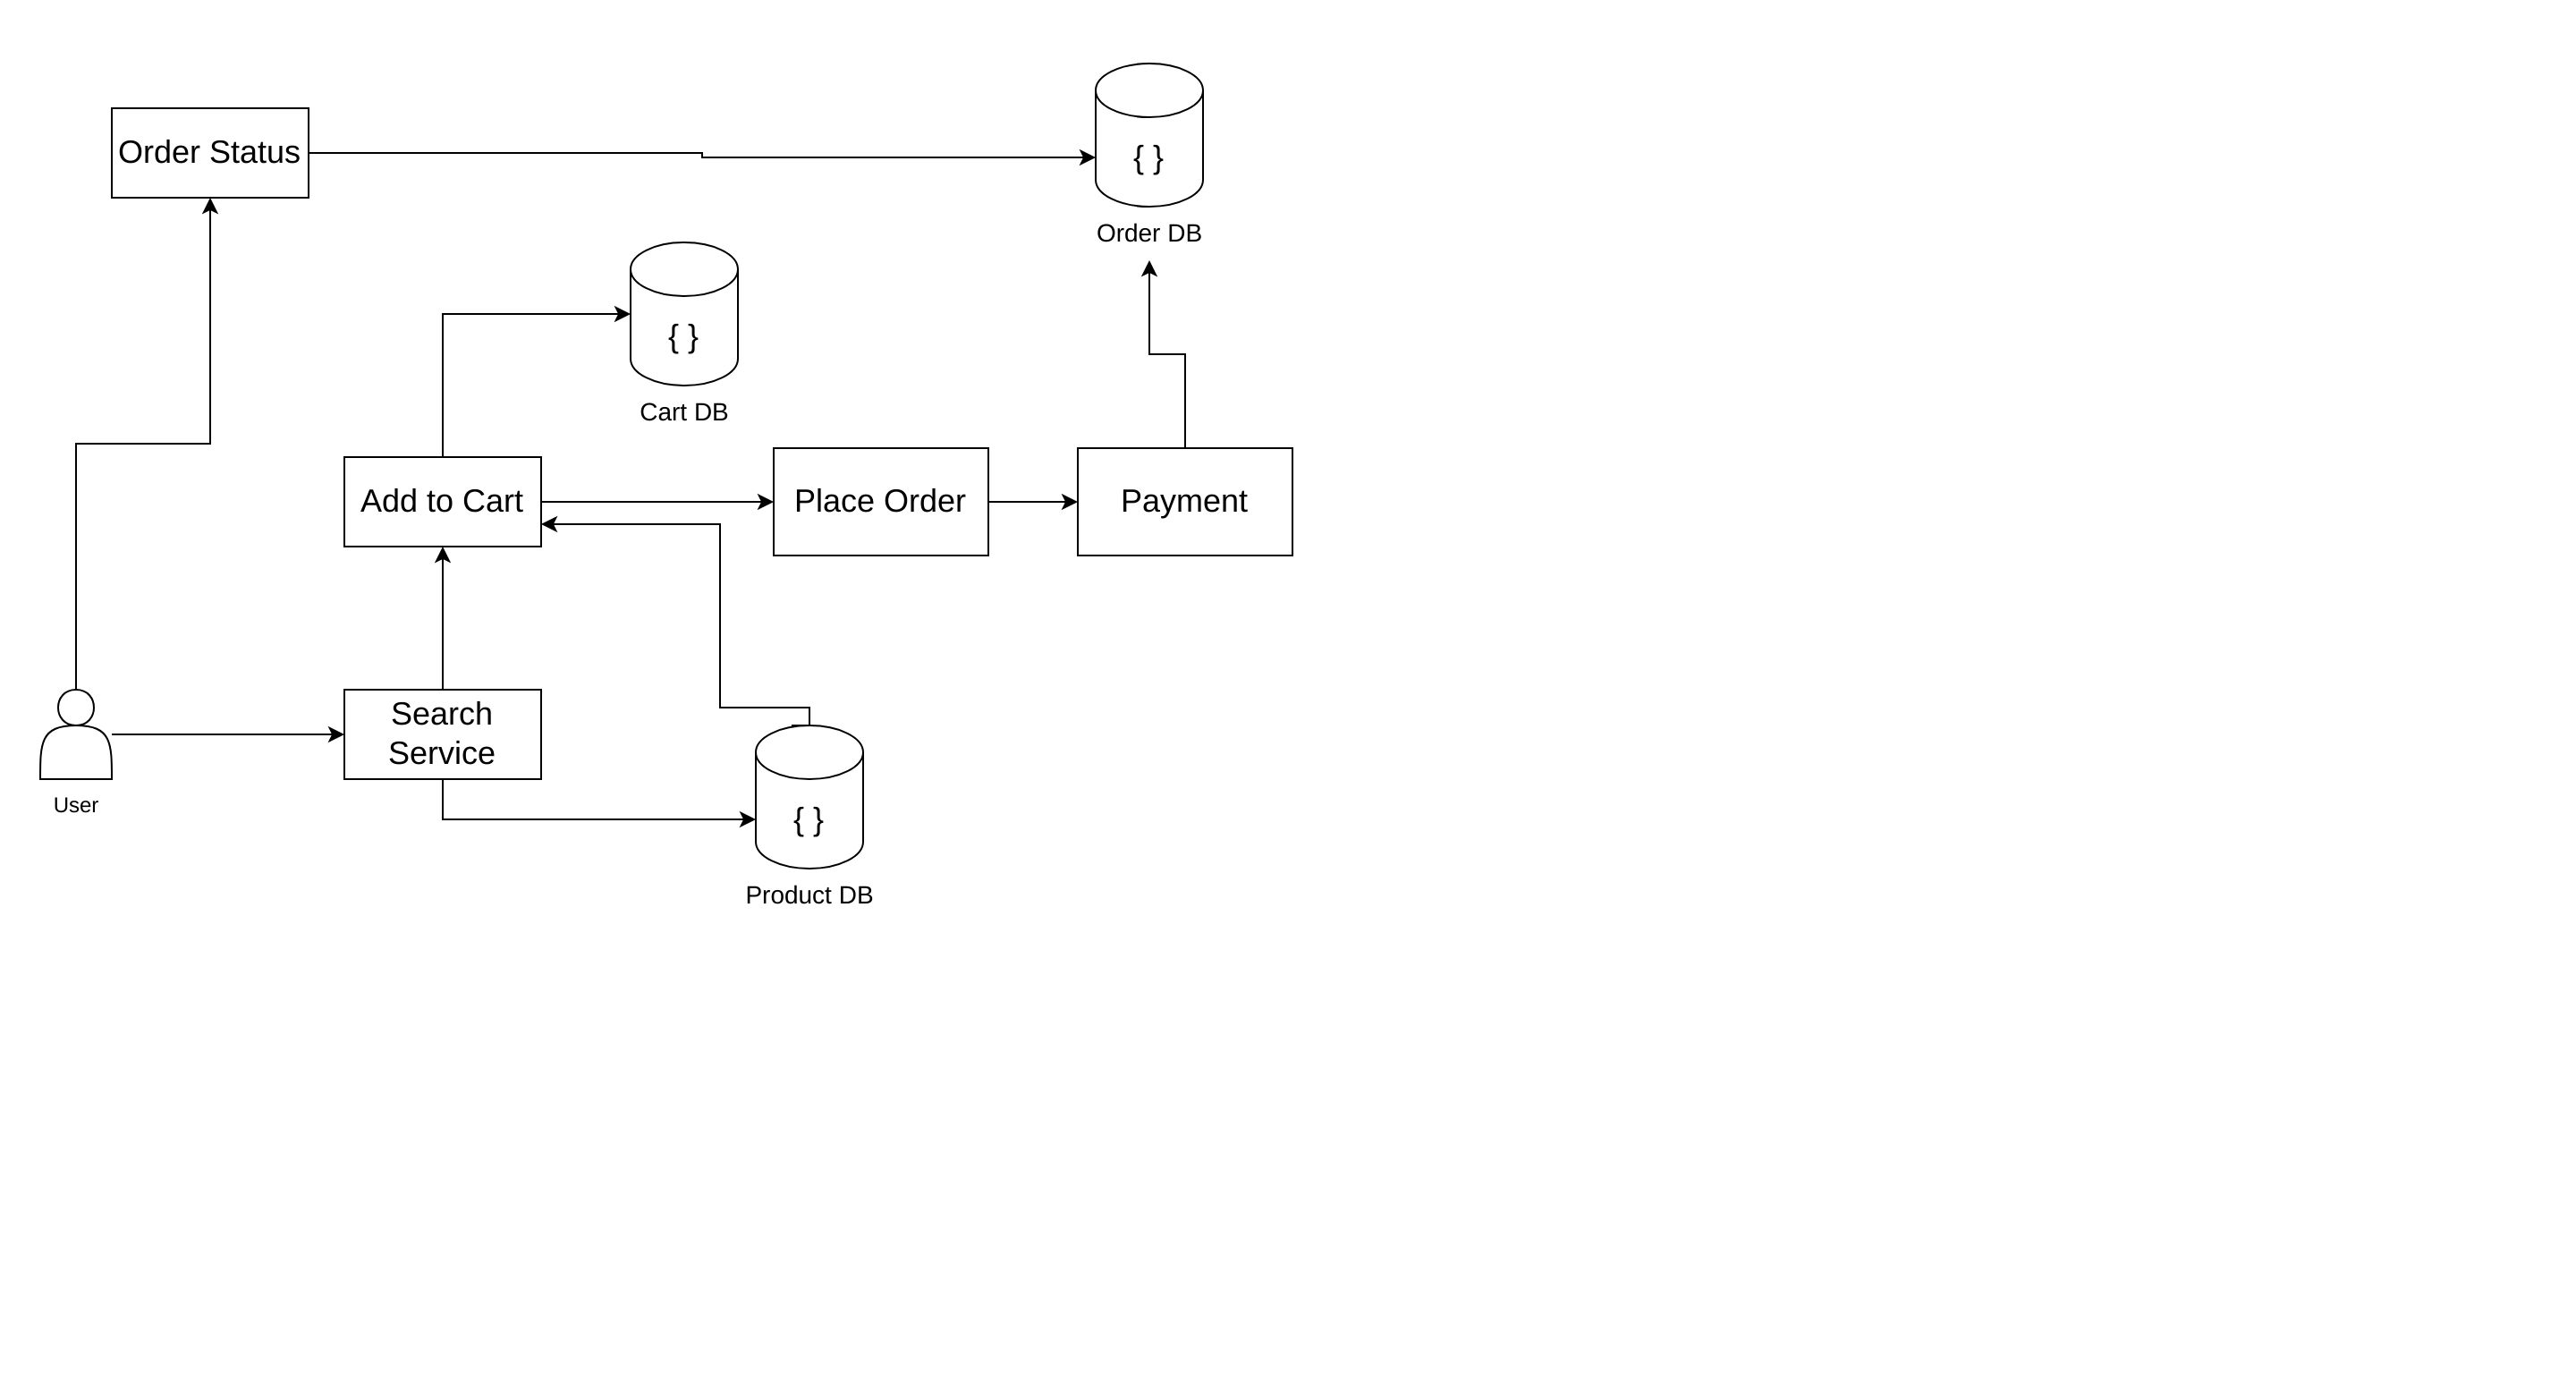 Order Status
{ }
Order DB
{ }
Cart DB
Add to Cart
Place Order
Payment
Search
Service
User
{ }
Product DB